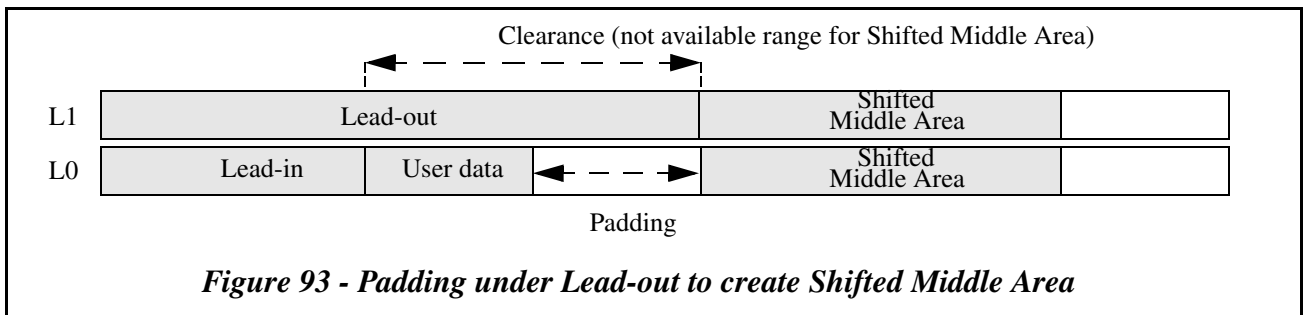 Clearance (not available range for Shifted Middle Area)
L1
Lead-out
Shifted
Middle Area
L0
Lead-in
User data
Shifted
Middle Area
Padding
Figure 93 - Padding under Lead-out to create Shifted Middle Area